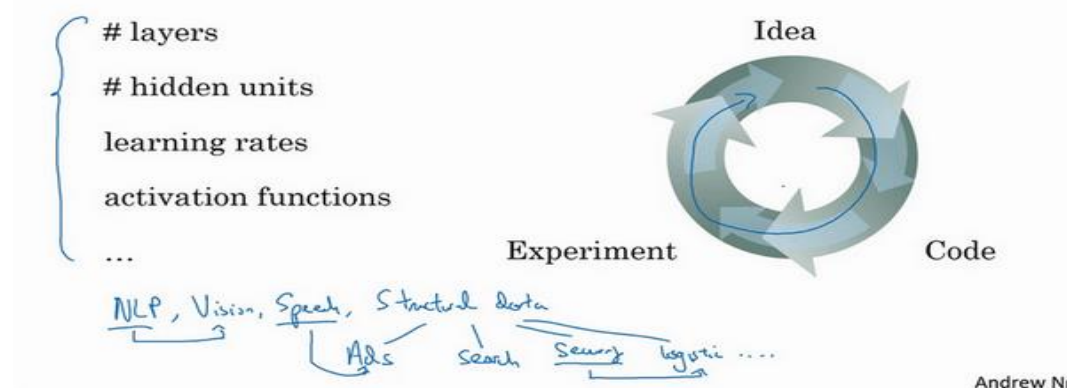 # layers
Idea
# hidden units
learning rates
activation functions
Experiment
Code
...
NLP, Vision, Speech, Structural data
Ads Search Security logistic ....
Andrew N